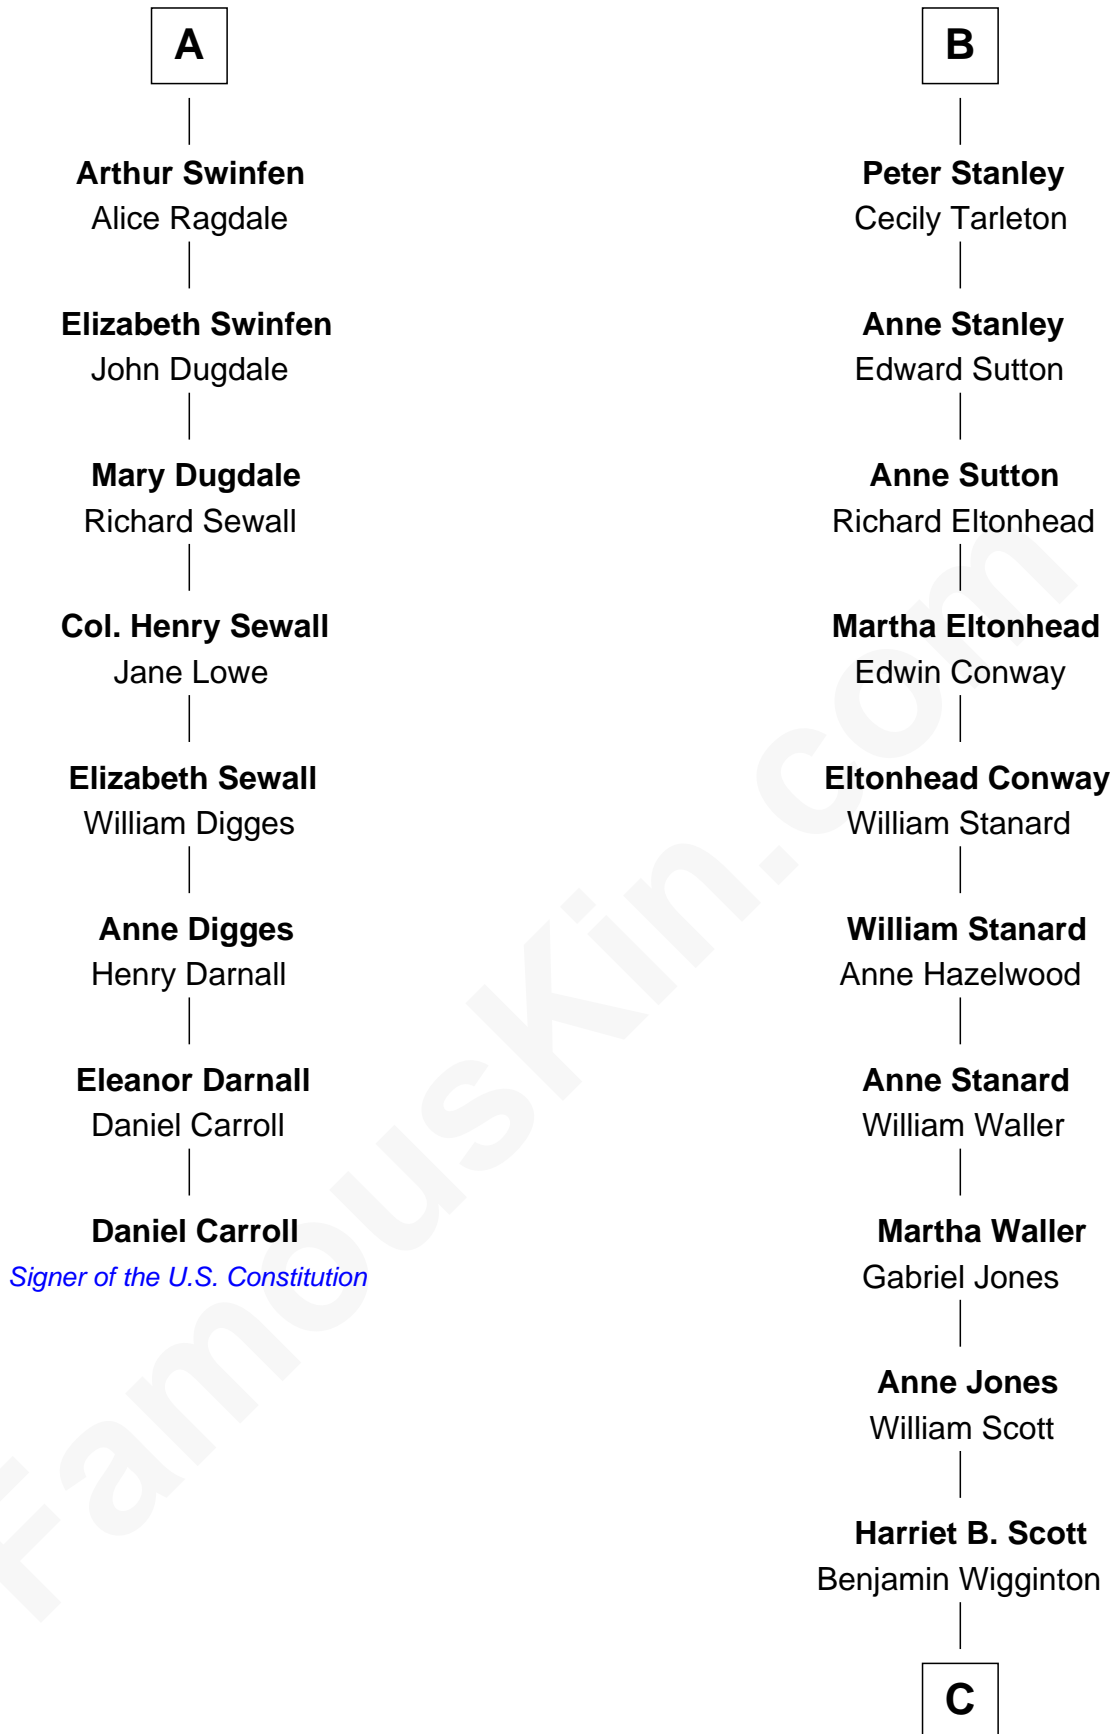 A
Arthur Swinfen
Alice Ragdale
Elizabeth Swinfen
John Dugdale
Mary Dugdale
Richard Sewall
Col. Henry Sewall
Jane Lowe
Elizabeth Sewall
William Digges
Anne Digges
Henry Darnall
Eleanor Darnall
Daniel Carroll
Daniel Carroll
Signer of the U.S. Constitution
B
Peter Stanley
Cecily Tarleton
Anne Stanley
Edward Sutton
Anne Sutton
Richard Eltonhead
Martha Eltonhead
Edwin Conway
Eltonhead Conway
William Stanard
William Stanard
Anne Hazelwood
Anne Stanard
William Waller
Martha Waller
Gabriel Jones
Anne Jones
William Scott
Harriet B. Scott
Benjamin Wigginton
C
FamousKin.com